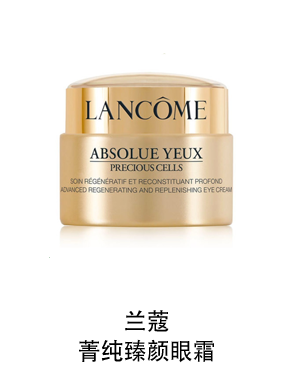 LANCÔME
ABSOLUE YEUX
PRECIOUS CELLS
SOIN RÉGÉNÉRATIF ET RECONSTITUANT PROFOND
ADVANCED REGENERATING AND REPLENISHING EYE CREAM
兰蔻
菁纯臻颜眼霜